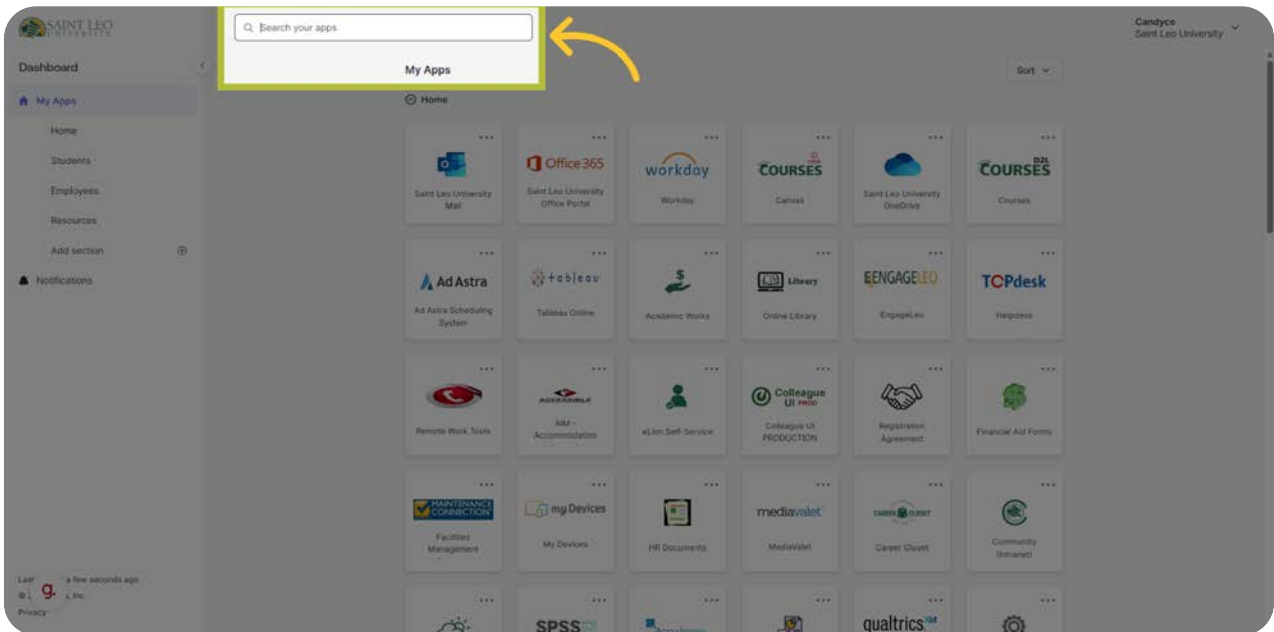 SAINT LEO
UNIVERSITY
Search your apps
Candyce
Saint Leo University
Dashboard
My Apps
Sort
My Apps
Home
Home
Students
Employees
Resources
Add section
Notifications
Office 365
workday
COURSES
D2L
COURSES
Saint Leo University
Mail
Saint Leo University
Office Portal
Workday
Canvas
Saint Leo University
OneDrive
Courses
Ad Astra
+ableau
Library
ENGAGELEO
TOPdesk
Ad Astra Scheduling
System
Tableau Online
Academic Works
Online Library
EngageLeo
Helpdesk
ACCESSIBLE
Colleague
UI PROD
Remote Work Tools
AIM -
Accommodation
eLion Self-Service
Colleague UI
PRODUCTION
Registration
Agreement
Financial Aid Forms
MAINTENANCE
CONNECTION
my Devices
mediavalet
CAREER CLOSET
Facilities
Management
My Devices
HR Documents
MediaValet
Career Closet
Community
(Intranet)
a few seconds ago
g.
Inc.
Privacy
SPSS
qualtrics